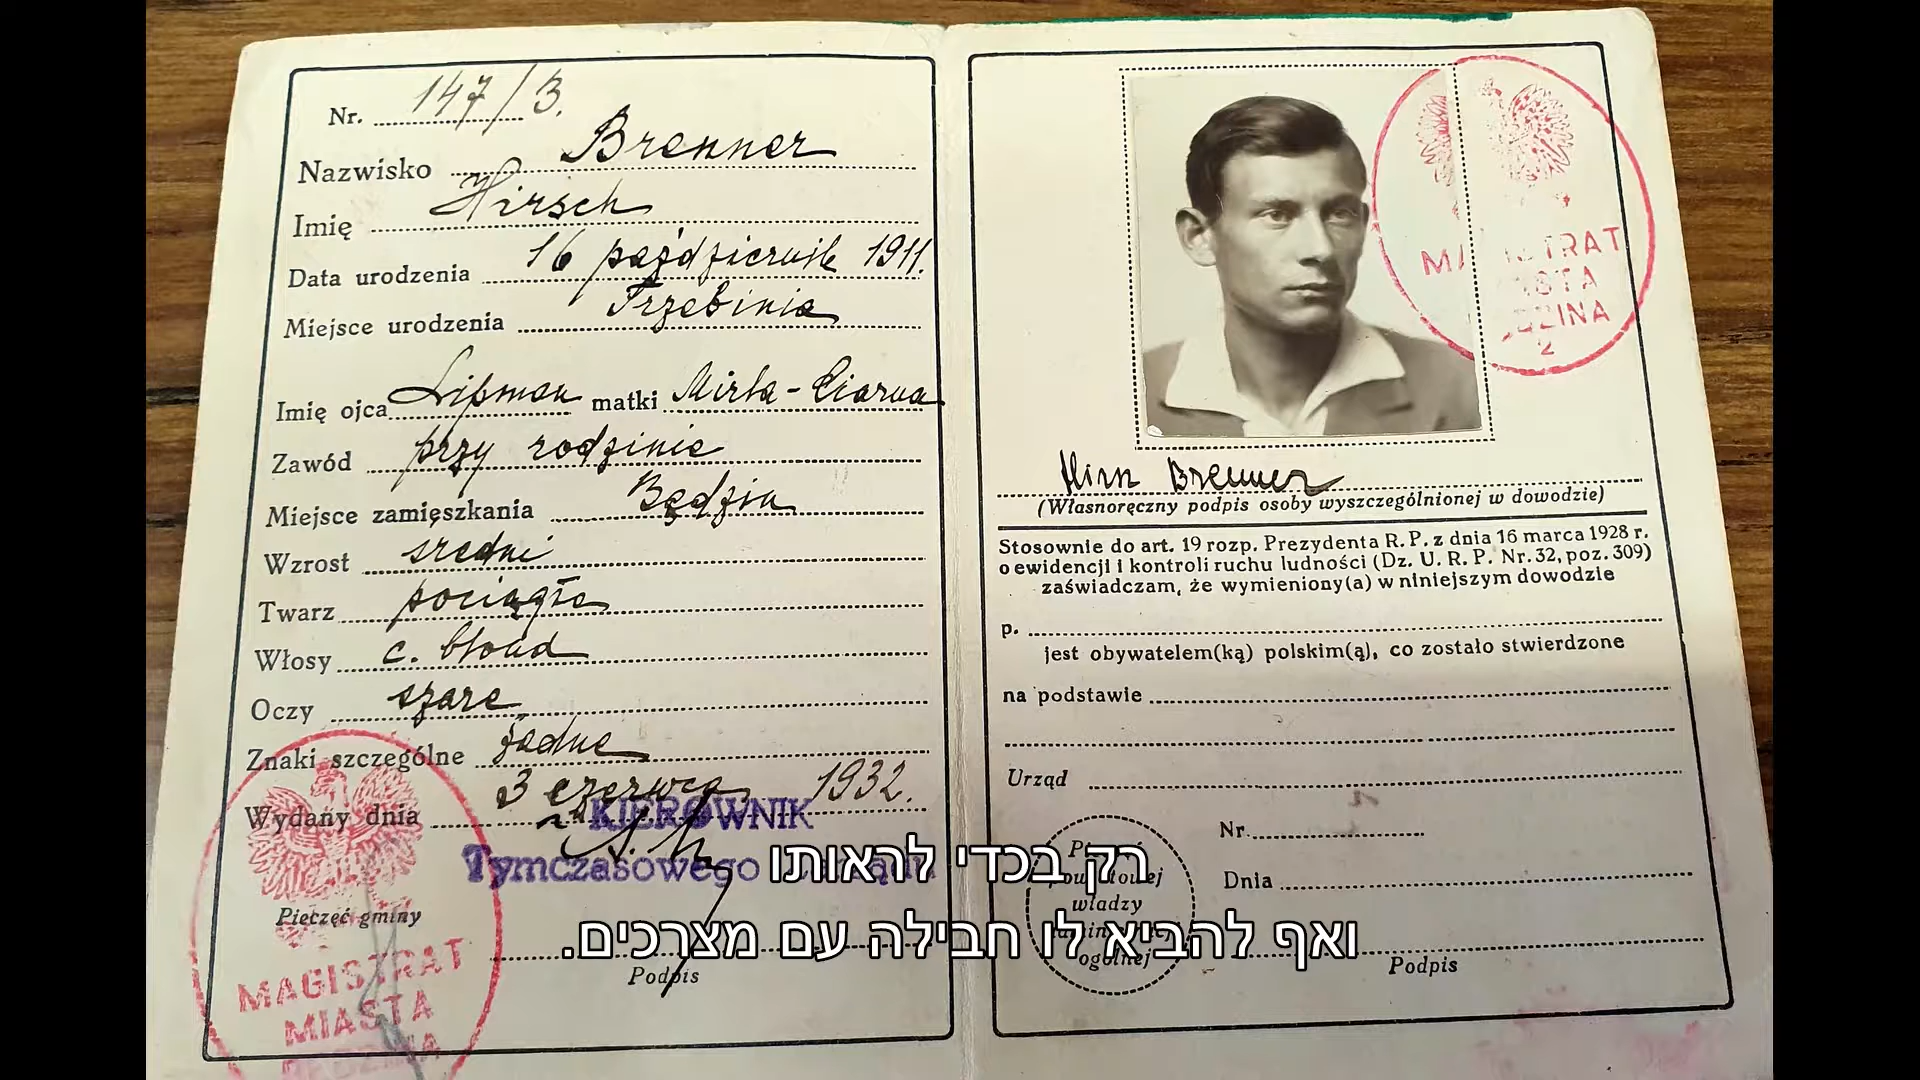 Nr. 147/3.
Nazwisko Brenner
Imię Hirsch
Data urodzenia 16 październik 1911.
Miejsce urodzenia Trzebinia
Imię ojca Lipman matki Mirla-
Zawód przy rodzinie
Miejsce zamieszkania Będzin
Wzrost średni
Twarz pociągła
Włosy c. blond
Oczy szare
Znaki szczególne żadne
Wydany dnia 3 czerwca 1932.
KIEROWNIK
Tymczasowego
Pieczęć gminy
MAGISTRAT
MIASTA
BĘDZINA
Podpis
MAGISTRAT
MIASTA
BĘDZINA
2
Brenner
(Własnoręczny podpis osoby wyszczególnionej w dowodzie)
Stosownie do art. 19 rozp. Prezydenta R. P. z dnia 16 marca 1928 r.
o ewidencji i kontroli ruchu ludności (Dz. U. R. P. Nr. 32, poz. 309)
zaświadczam, że wymieniony(a) w niniejszym dowodzie
p.
jest obywatelem(ką) polskim(ą), co zostało stwierdzone
na podstawie
Urząd
Nr.
Dnia
władzy
Podpis
רק בכדי לראותו
ואף להביא לו חבילה עם מצרכים.